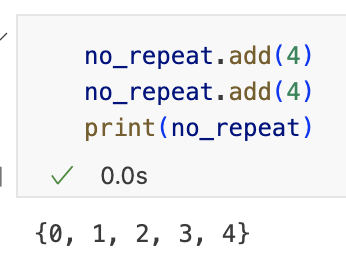 no_repeat.add(4)
no_repeat.add(4)
print(no_repeat)
0.0s
{0, 1, 2, 3, 4}